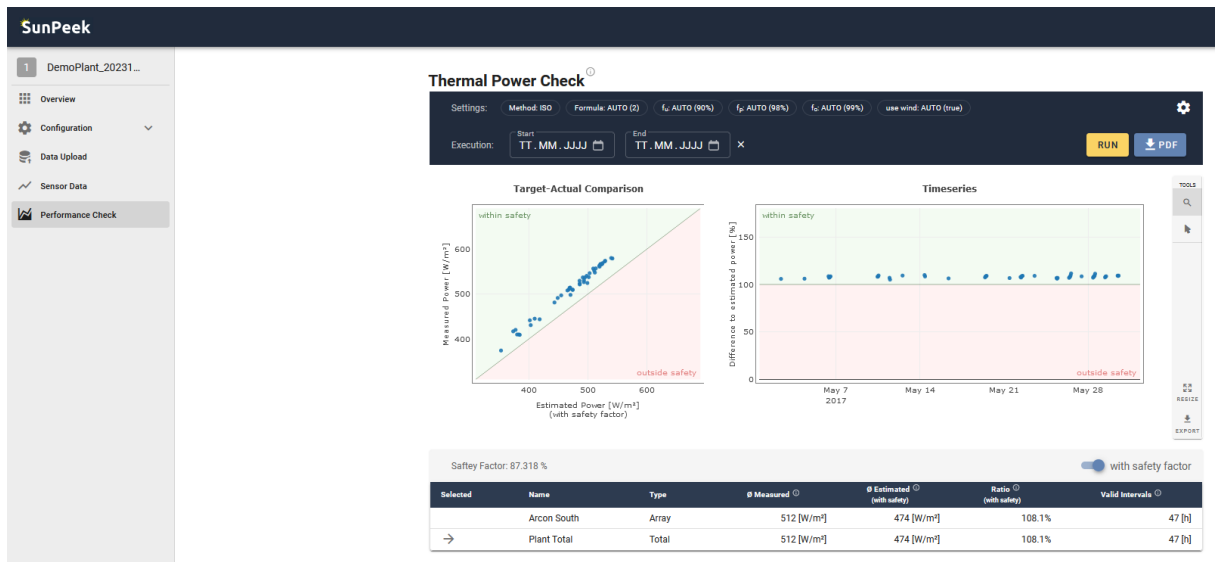 SunPeek
1 DemoPlant_20231...
Overview
Configuration
Data Upload
Sensor Data
Performance Check
Thermal Power Check
Settings: Method: ISO Formula: AUTO (2) fᵤ: AUTO (90%) fₚ: AUTO (98%) fₒ: AUTO (99%) use wind: AUTO (true)
Execution: Start TT.MM.JJJJ End TT.MM.JJJJ × RUN PDF
Target-Actual Comparison
within safety
Measured Power [W/m²]
600
500
400
outside safety
400 500 600
Estimated Power [W/m²]
(with safety factor)
Timeseries
within safety
Difference to estimated power [%]
150
100
50
0
outside safety
May 7 May 14 May 21 May 28
2017
TOOLS
RESIZE
EXPORT
Saftey Factor: 87.318 % with safety factor
Selected Name Type Ø Measured Ø Estimated (with safety) Ratio (with safety) Valid Intervals
Arcon South Array 512 [W/m²] 474 [W/m²] 108.1% 47 [h]
Plant Total Total 512 [W/m²] 474 [W/m²] 108.1% 47 [h]